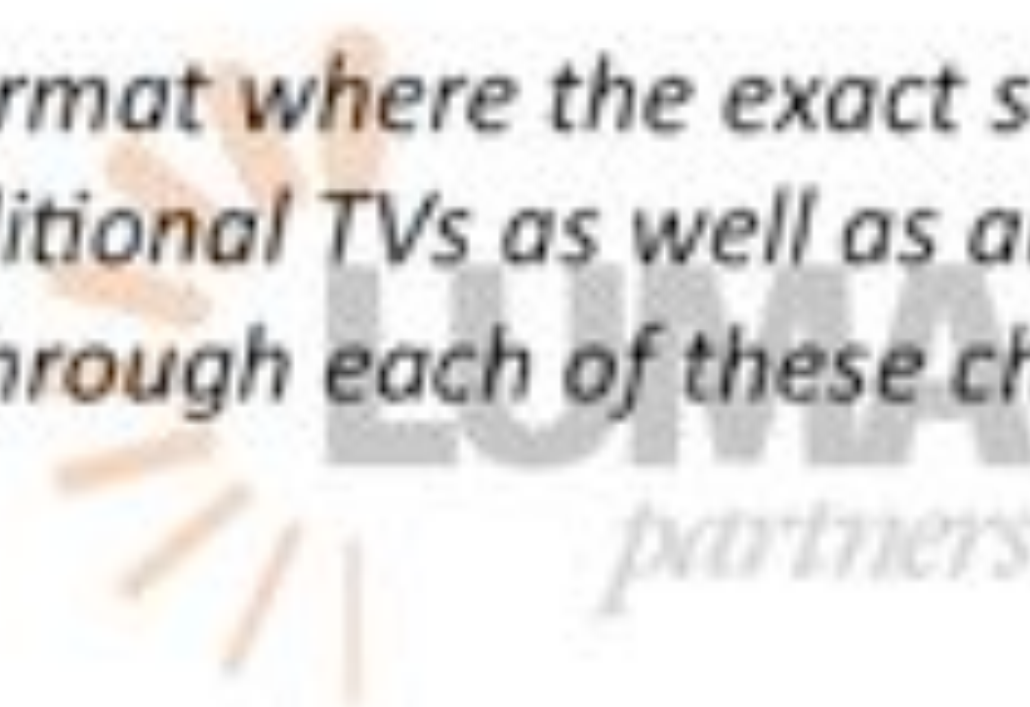 rmat where the exact s
litional TVs as well as a
hrough each of these ch
LUMA
partners